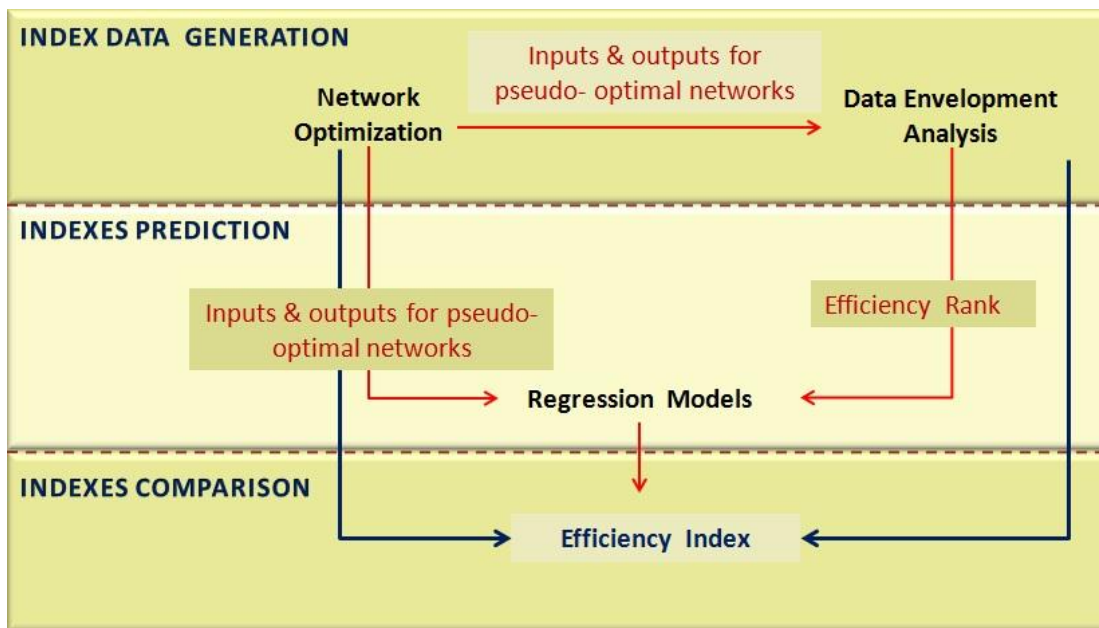 INDEX DATA GENERATION
Inputs & outputs for
pseudo- optimal networks
Network
Optimization
Data Envelopment
Analysis
INDEXES PREDICTION
Inputs & outputs for pseudo-
optimal networks
Efficiency Rank
Regression Models
INDEXES COMPARISON
Efficiency Index